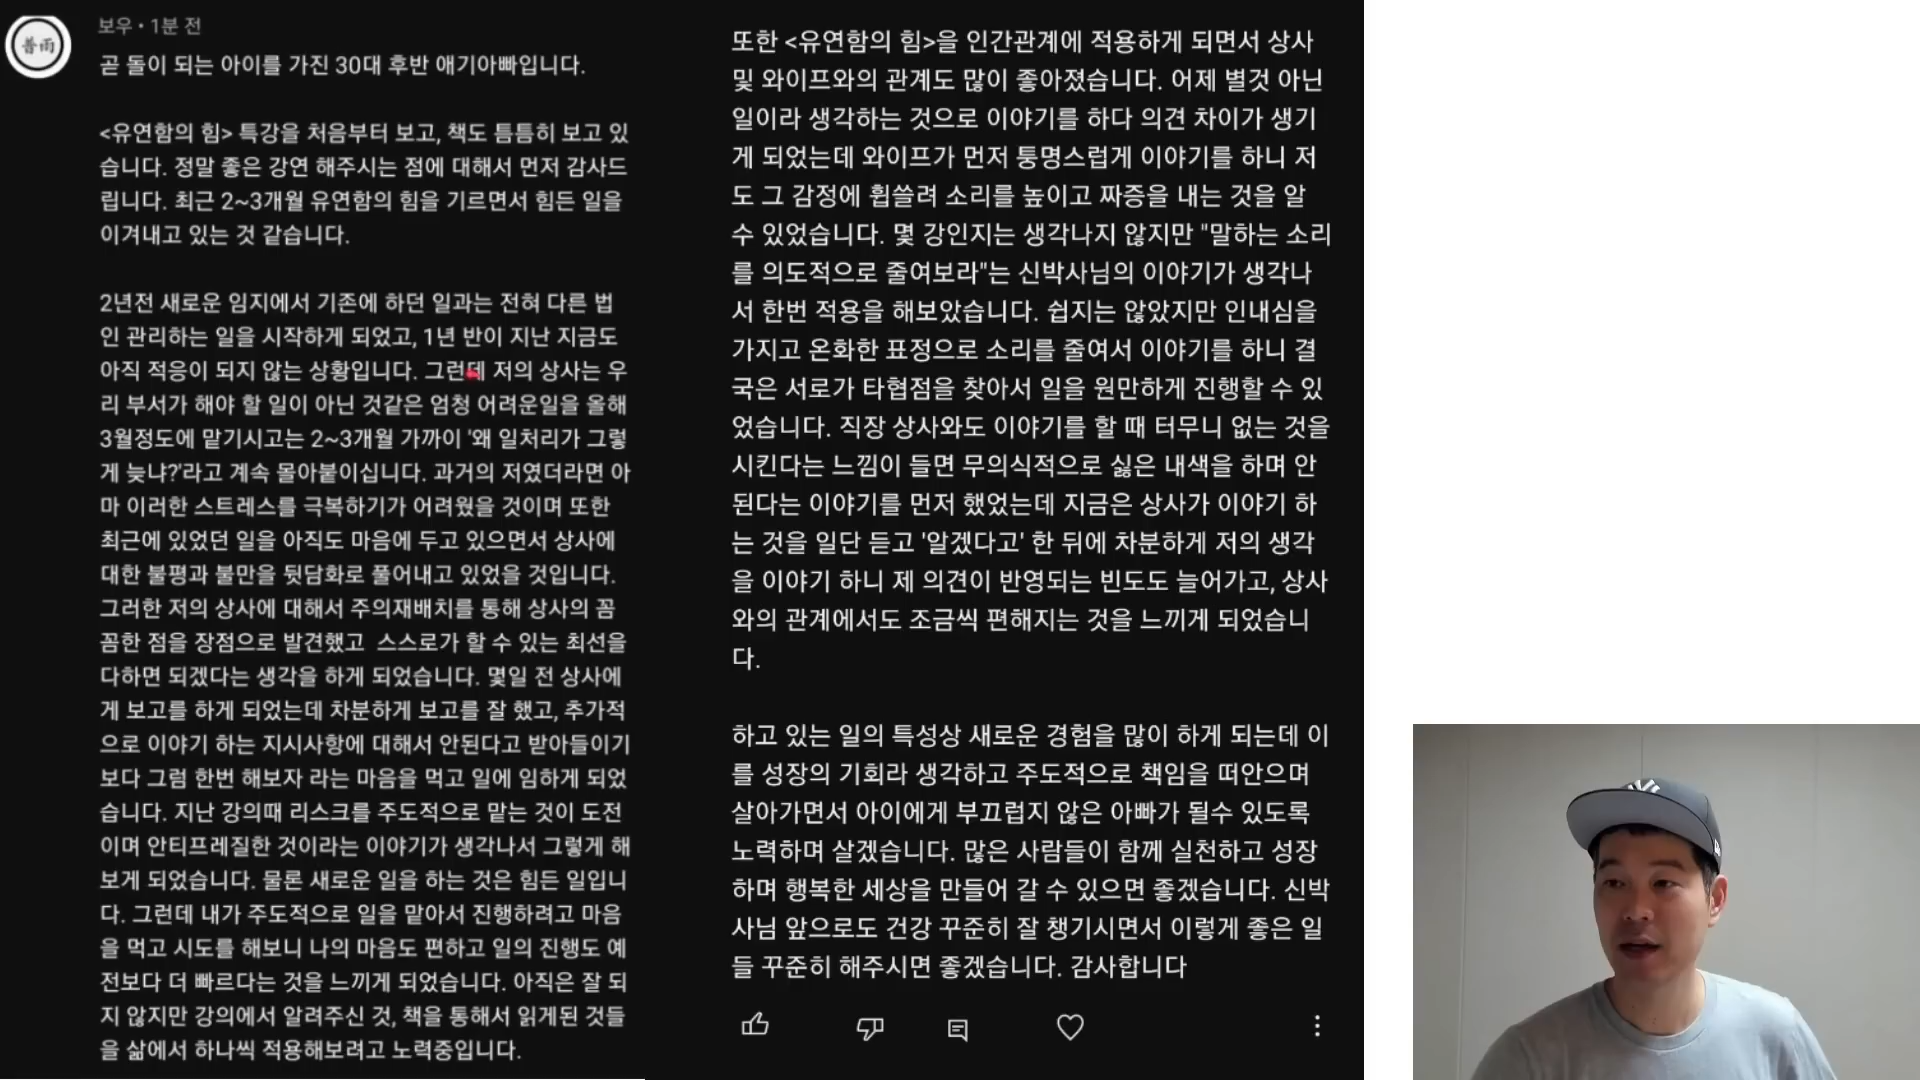 普雨
보우 • 1분 전
곧 돌이 되는 아이를 가진 30대 후반 애기아빠입니다.
<유연함의 힘> 특강을 처음부터 보고, 책도 틈틈히 보고 있
습니다. 정말 좋은 강연 해주시는 점에 대해서 먼저 감사드
립니다. 최근 2~3개월 유연함의 힘을 기르면서 힘든 일을
이겨내고 있는 것 같습니다.
2년전 새로운 임지에서 기존에 하던 일과는 전혀 다른 법
인 관리하는 일을 시작하게 되었고, 1년 반이 지난 지금도
아직 적응이 되지 않는 상황입니다. 그런데 저의 상사는 우
리 부서가 해야 할 일이 아닌 것같은 엄청 어려운일을 올해
3월정도에 맡기시고는 2~3개월 가까이 '왜 일처리가 그렇
게 늦냐?'라고 계속 몰아붙이십니다. 과거의 저였더라면 아
마 이러한 스트레스를 극복하기가 어려웠을 것이며 또한
최근에 있었던 일을 아직도 마음에 두고 있으면서 상사에
대한 불평과 불만을 뒷담화로 풀어내고 있었을 것입니다.
그러한 저의 상사에 대해서 주의재배치를 통해 상사의 꼼
꼼한 점을 장점으로 발견했고 스스로가 할 수 있는 최선을
다하면 되겠다는 생각을 하게 되었습니다. 몇일 전 상사에
게 보고를 하게 되었는데 차분하게 보고를 잘 했고, 추가적
으로 이야기 하는 지시사항에 대해서 안된다고 받아들이기
보다 그럼 한번 해보자 라는 마음을 먹고 일에 임하게 되었
습니다. 지난 강의때 리스크를 주도적으로 맡는 것이 도전
이며 안티프레질한 것이라는 이야기가 생각나서 그렇게 해
보게 되었습니다. 물론 새로운 일을 하는 것은 힘든 일입니
다. 그런데 내가 주도적으로 일을 맡아서 진행하려고 마음
을 먹고 시도를 해보니 나의 마음도 편하고 일의 진행도 예
전보다 더 빠르다는 것을 느끼게 되었습니다. 아직은 잘 되
지 않지만 강의에서 알려주신 것, 책을 통해서 읽게된 것들
을 삶에서 하나씩 적용해보려고 노력중입니다.
또한 <유연함의 힘>을 인간관계에 적용하게 되면서 상사
및 와이프와의 관계도 많이 좋아졌습니다. 어제 별것 아닌
일이라 생각하는 것으로 이야기를 하다 의견 차이가 생기
게 되었는데 와이프가 먼저 퉁명스럽게 이야기를 하니 저
도 그 감정에 휩쓸려 소리를 높이고 짜증을 내는 것을 알
수 있었습니다. 몇 강인지는 생각나지 않지만 "말하는 소리
를 의도적으로 줄여보라"는 신박사님의 이야기가 생각나
서 한번 적용을 해보았습니다. 쉽지는 않았지만 인내심을
가지고 온화한 표정으로 소리를 줄여서 이야기를 하니 결
국은 서로가 타협점을 찾아서 일을 원만하게 진행할 수 있
었습니다. 직장 상사와도 이야기를 할 때 터무니 없는 것을
시킨다는 느낌이 들면 무의식적으로 싫은 내색을 하며 안
된다는 이야기를 먼저 했었는데 지금은 상사가 이야기 하
는 것을 일단 듣고 '알겠다고' 한 뒤에 차분하게 저의 생각
을 이야기 하니 제 의견이 반영되는 빈도도 늘어가고, 상사
와의 관계에서도 조금씩 편해지는 것을 느끼게 되었습니
다.
하고 있는 일의 특성상 새로운 경험을 많이 하게 되는데 이
를 성장의 기회라 생각하고 주도적으로 책임을 떠안으며
살아가면서 아이에게 부끄럽지 않은 아빠가 될수 있도록
노력하며 살겠습니다. 많은 사람들이 함께 실천하고 성장
하며 행복한 세상을 만들어 갈 수 있으면 좋겠습니다. 신박
사님 앞으로도 건강 꾸준히 잘 챙기시면서 이렇게 좋은 일
들 꾸준히 해주시면 좋겠습니다. 감사합니다